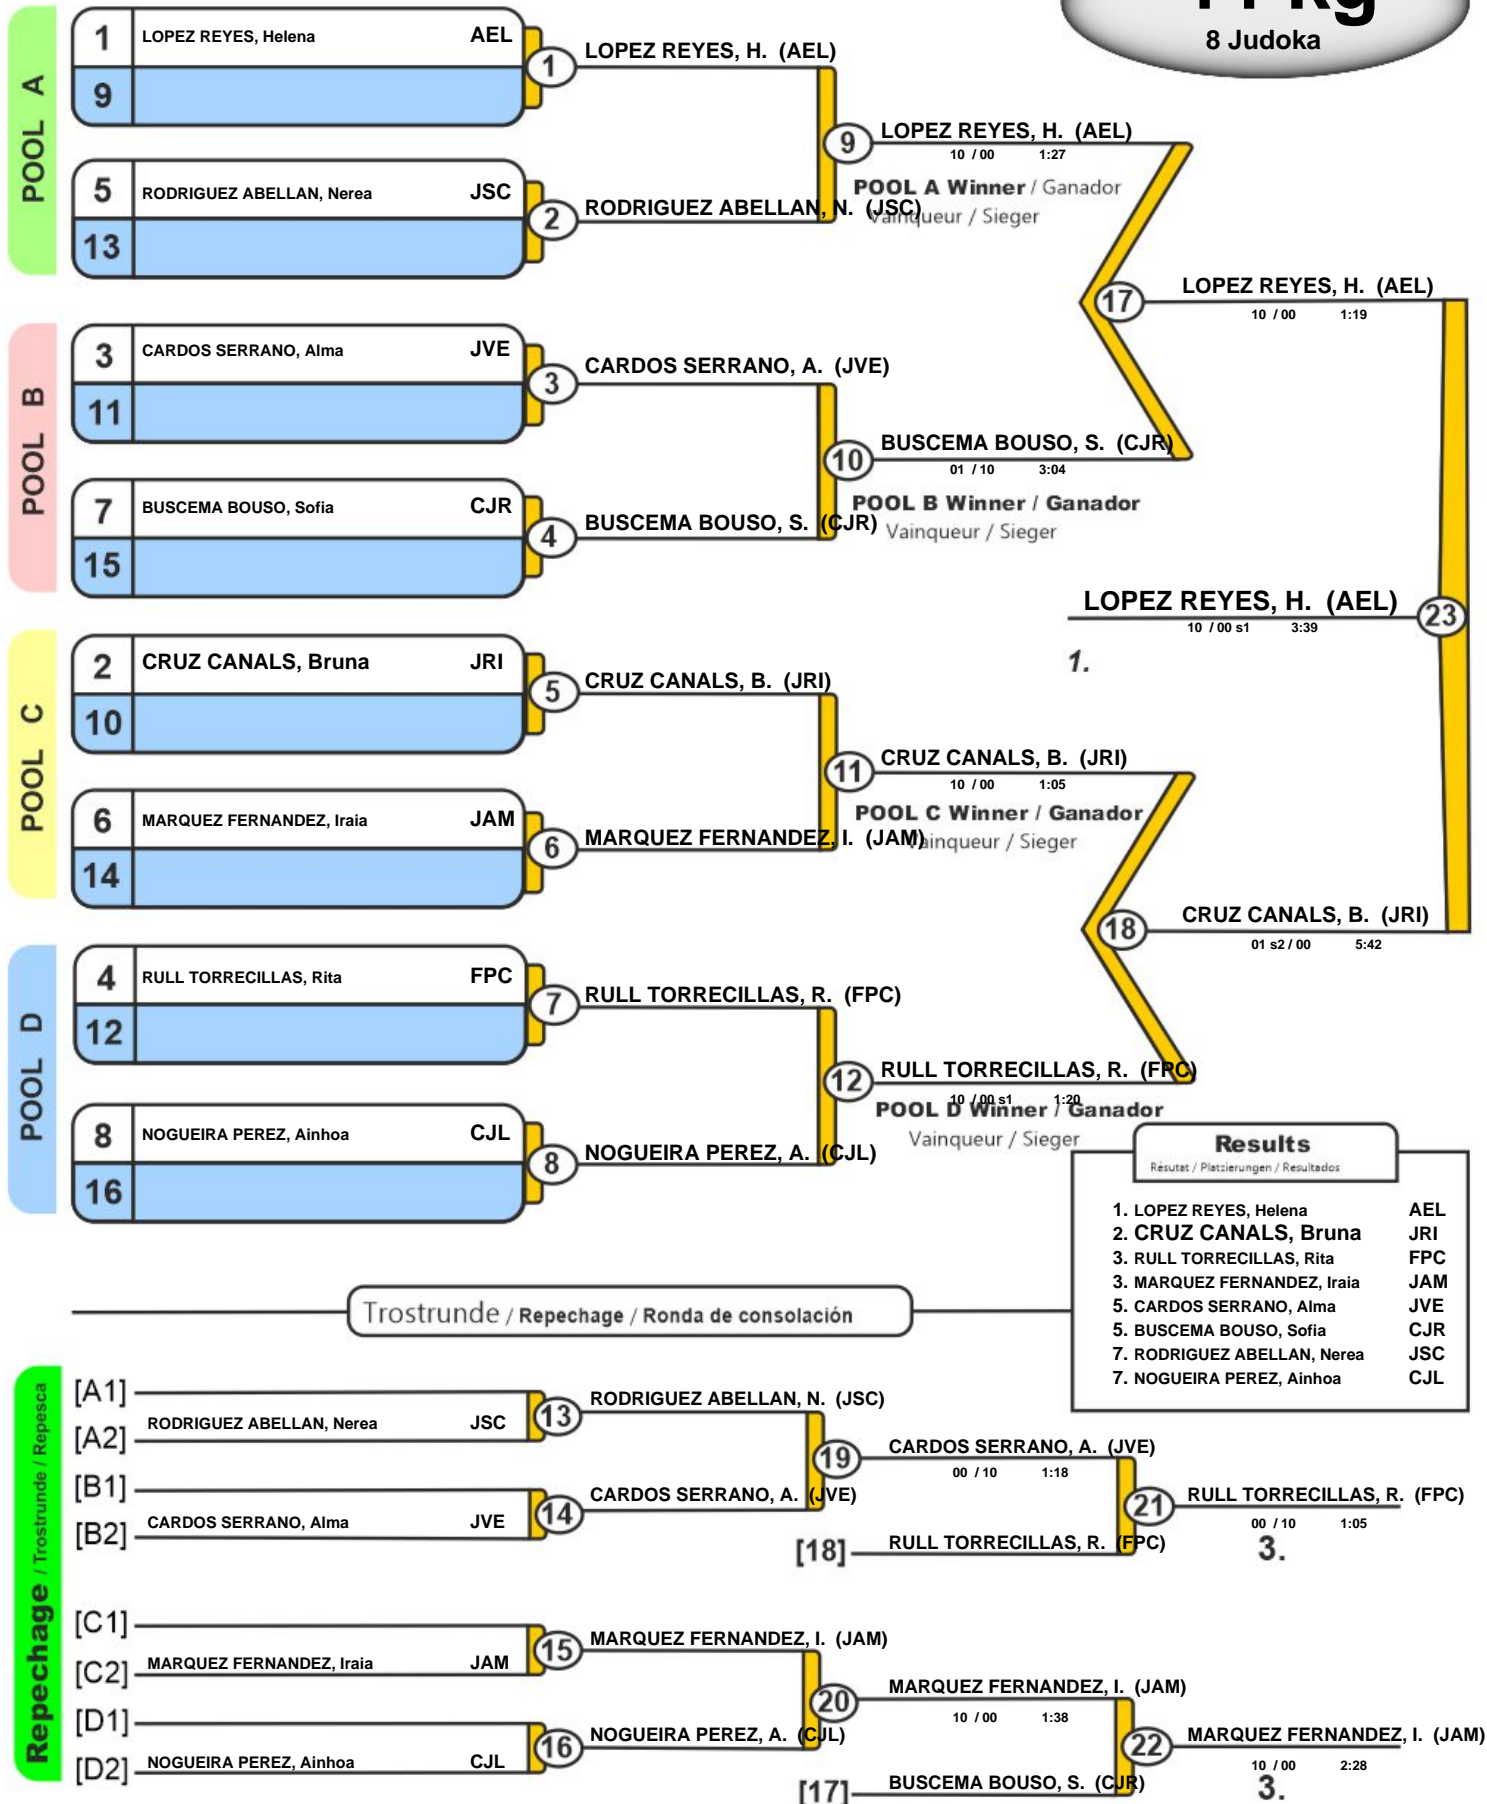 8 Judoka
POOL A
1 LOPEZ REYES, Helena AEL
9
1
LOPEZ REYES, H. (AEL)
5 RODRIGUEZ ABELLAN, Nerea JSC
13
2
RODRIGUEZ ABELLAN, N. (JSC)
9
LOPEZ REYES, H. (AEL)
10 / 00 1:27
POOL A Winner / Ganador
Vainqueur / Sieger
POOL B
3 CARDOS SERRANO, Alma JVE
11
3
CARDOS SERRANO, A. (JVE)
7 BUSCEMA BOUSO, Sofia CJR
15
4
BUSCEMA BOUSO, S. (CJR)
10
BUSCEMA BOUSO, S. (CJR)
01 / 10 3:04
POOL B Winner / Ganador
Vainqueur / Sieger
17
LOPEZ REYES, H. (AEL)
10 / 00 1:19
LOPEZ REYES, H. (AEL)
10 / 00 s1 3:39
23
1.
POOL C
2 CRUZ CANALS, Bruna JRI
10
5
CRUZ CANALS, B. (JRI)
6 MARQUEZ FERNANDEZ, Iraia JAM
14
6
MARQUEZ FERNANDEZ, I. (JAM)
11
CRUZ CANALS, B. (JRI)
10 / 00 1:05
POOL C Winner / Ganador
Vainqueur / Sieger
18
CRUZ CANALS, B. (JRI)
01 s2 / 00 5:42
POOL D
4 RULL TORRECILLAS, Rita FPC
12
7
RULL TORRECILLAS, R. (FPC)
8 NOGUEIRA PEREZ, Ainhoa CJL
16
8
NOGUEIRA PEREZ, A. (CJL)
12
RULL TORRECILLAS, R. (FPC)
10 / 00 s1 1:20
POOL D Winner / Ganador
Vainqueur / Sieger
Results
Résutat / Platzierungen / Resultados
1. LOPEZ REYES, Helena AEL
2. CRUZ CANALS, Bruna JRI
3. RULL TORRECILLAS, Rita FPC
3. MARQUEZ FERNANDEZ, Iraia JAM
5. CARDOS SERRANO, Alma JVE
5. BUSCEMA BOUSO, Sofia CJR
7. RODRIGUEZ ABELLAN, Nerea JSC
7. NOGUEIRA PEREZ, Ainhoa CJL
Trostrunde / Repechage / Ronda de consolación
Repechage / Trostrunde / Repesca
[A1]
[A2] RODRIGUEZ ABELLAN, Nerea JSC
13
RODRIGUEZ ABELLAN, N. (JSC)
[B1]
[B2] CARDOS SERRANO, Alma JVE
14
CARDOS SERRANO, A. (JVE)
19
CARDOS SERRANO, A. (JVE)
00 / 10 1:18
[18] RULL TORRECILLAS, R. (FPC)
21
RULL TORRECILLAS, R. (FPC)
00 / 10 1:05
3.
[C1]
[C2] MARQUEZ FERNANDEZ, Iraia JAM
15
MARQUEZ FERNANDEZ, I. (JAM)
[D1]
[D2] NOGUEIRA PEREZ, Ainhoa CJL
16
NOGUEIRA PEREZ, A. (CJL)
20
MARQUEZ FERNANDEZ, I. (JAM)
10 / 00 1:38
[17] BUSCEMA BOUSO, S. (CJR)
22
MARQUEZ FERNANDEZ, I. (JAM)
10 / 00 2:28
3.